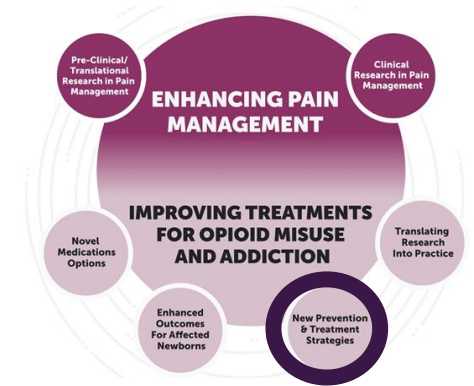 Pre-Clinical/
Translational
Research in Pain
Management
Clinical
Research in Pain
Management
ENHANCING PAIN
MANAGEMENT
IMPROVING TREATMENTS
FOR OPIOID MISUSE
AND ADDICTION
Novel
Medications
Options
Translating
Research
Into Practice
Enhanced
Outcomes
For Affected
Newborns
New Prevention
& Treatment
Strategies